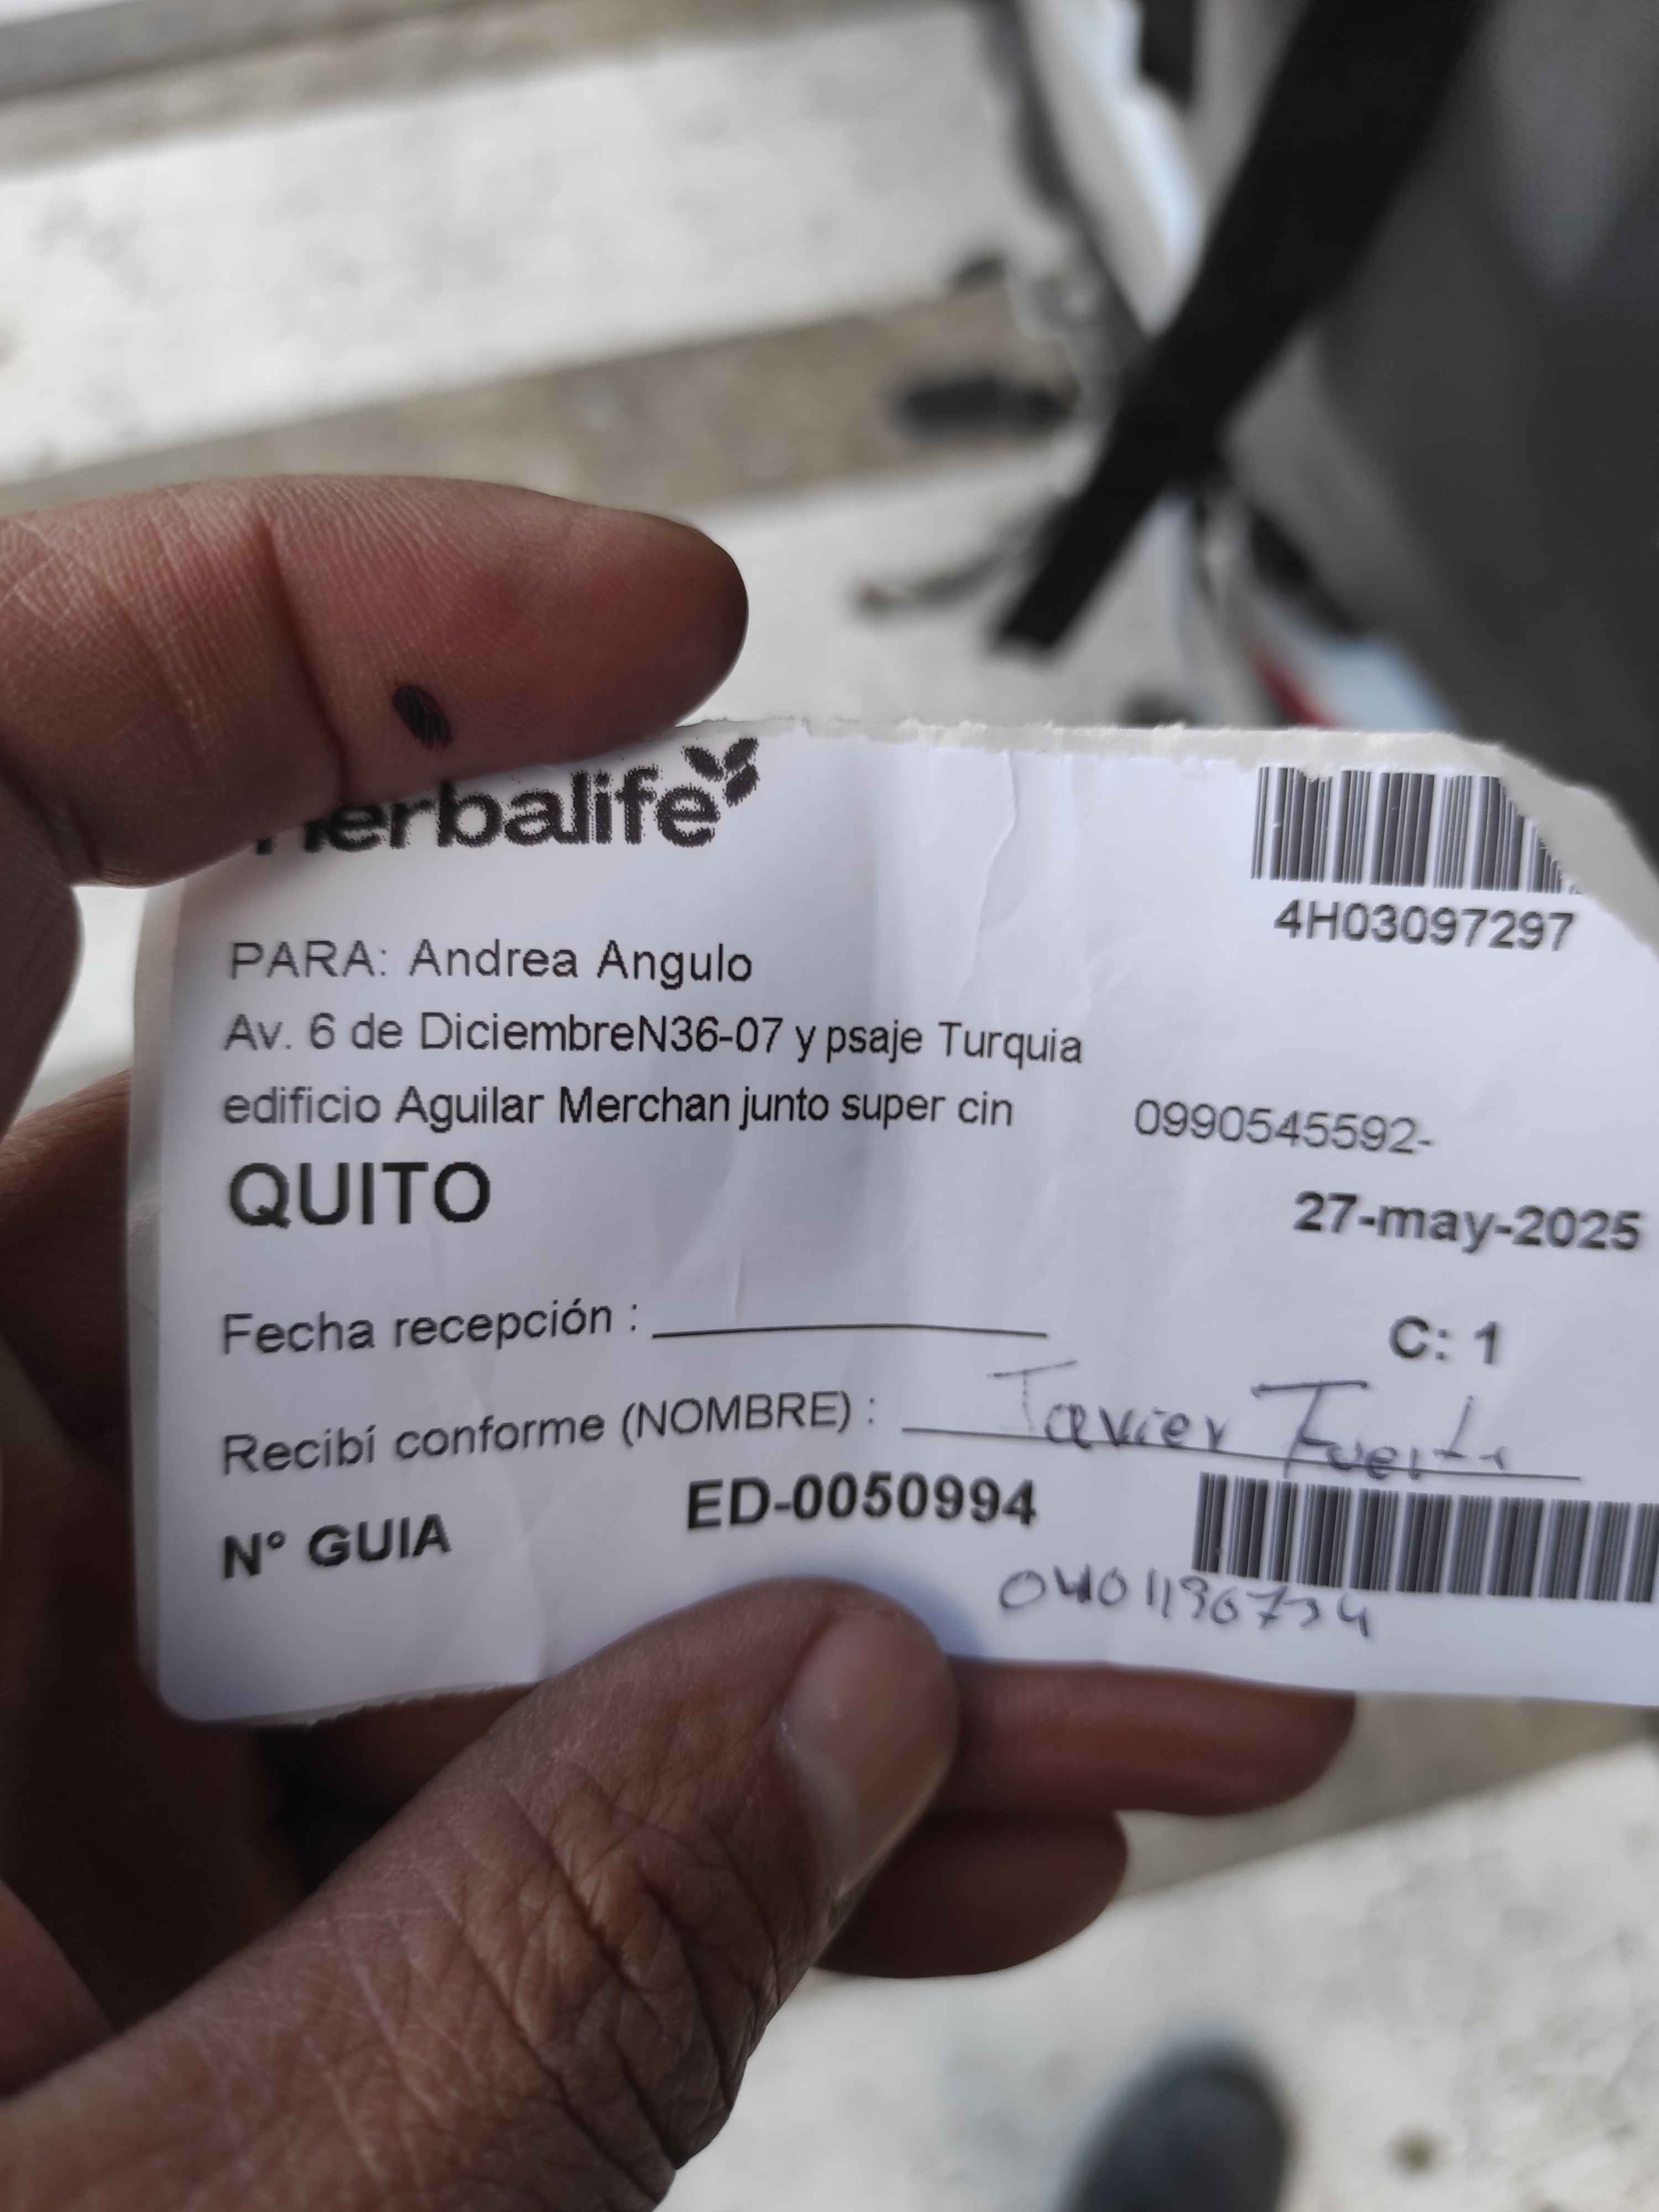 Herbalife
4H03097297
PARA: Andrea Angulo
Av. 6 de DiciembreN36-07 y psaje Turquia
edificio Aguilar Merchan junto super cin 0990545592-
QUITO
27-may-2025
Fecha recepción :
C: 1
Recibí conforme (NOMBRE) : Javier
N° GUIA ED-0050994